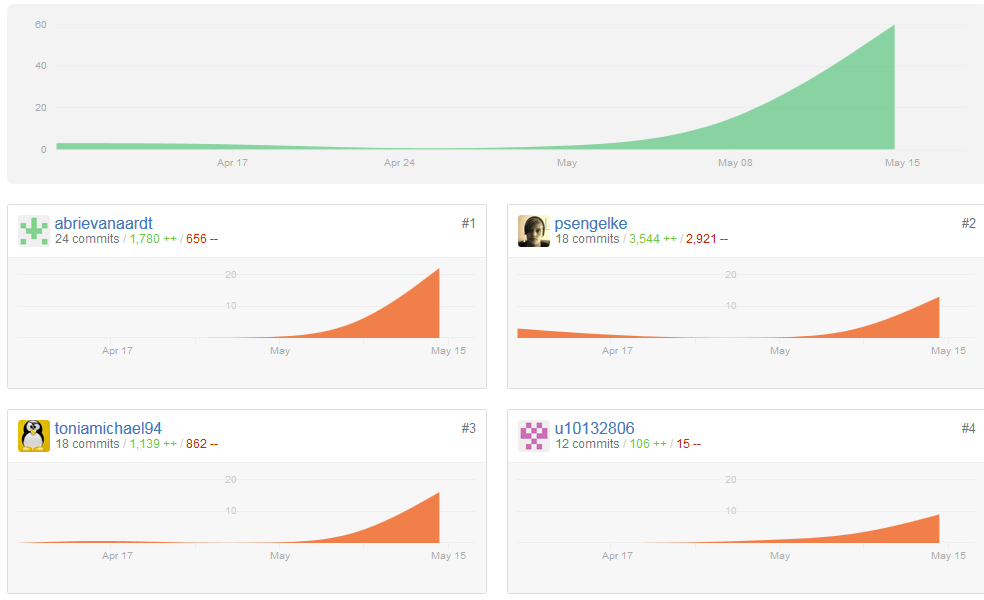 60
40
20
0
Apr 17 Apr 24 May May 08 May 15
abrievanaardt #1
24 commits / 1,780 ++ / 656 --
20
10
Apr 17 May May 15
psengelke #2
18 commits / 3,544 ++ / 2,921 --
20
10
Apr 17 May May 15
toniamichael94 #3
18 commits / 1,139 ++ / 862 --
20
10
Apr 17 May May 15
u10132806 #4
12 commits / 106 ++ / 15 --
20
10
Apr 17 May May 15